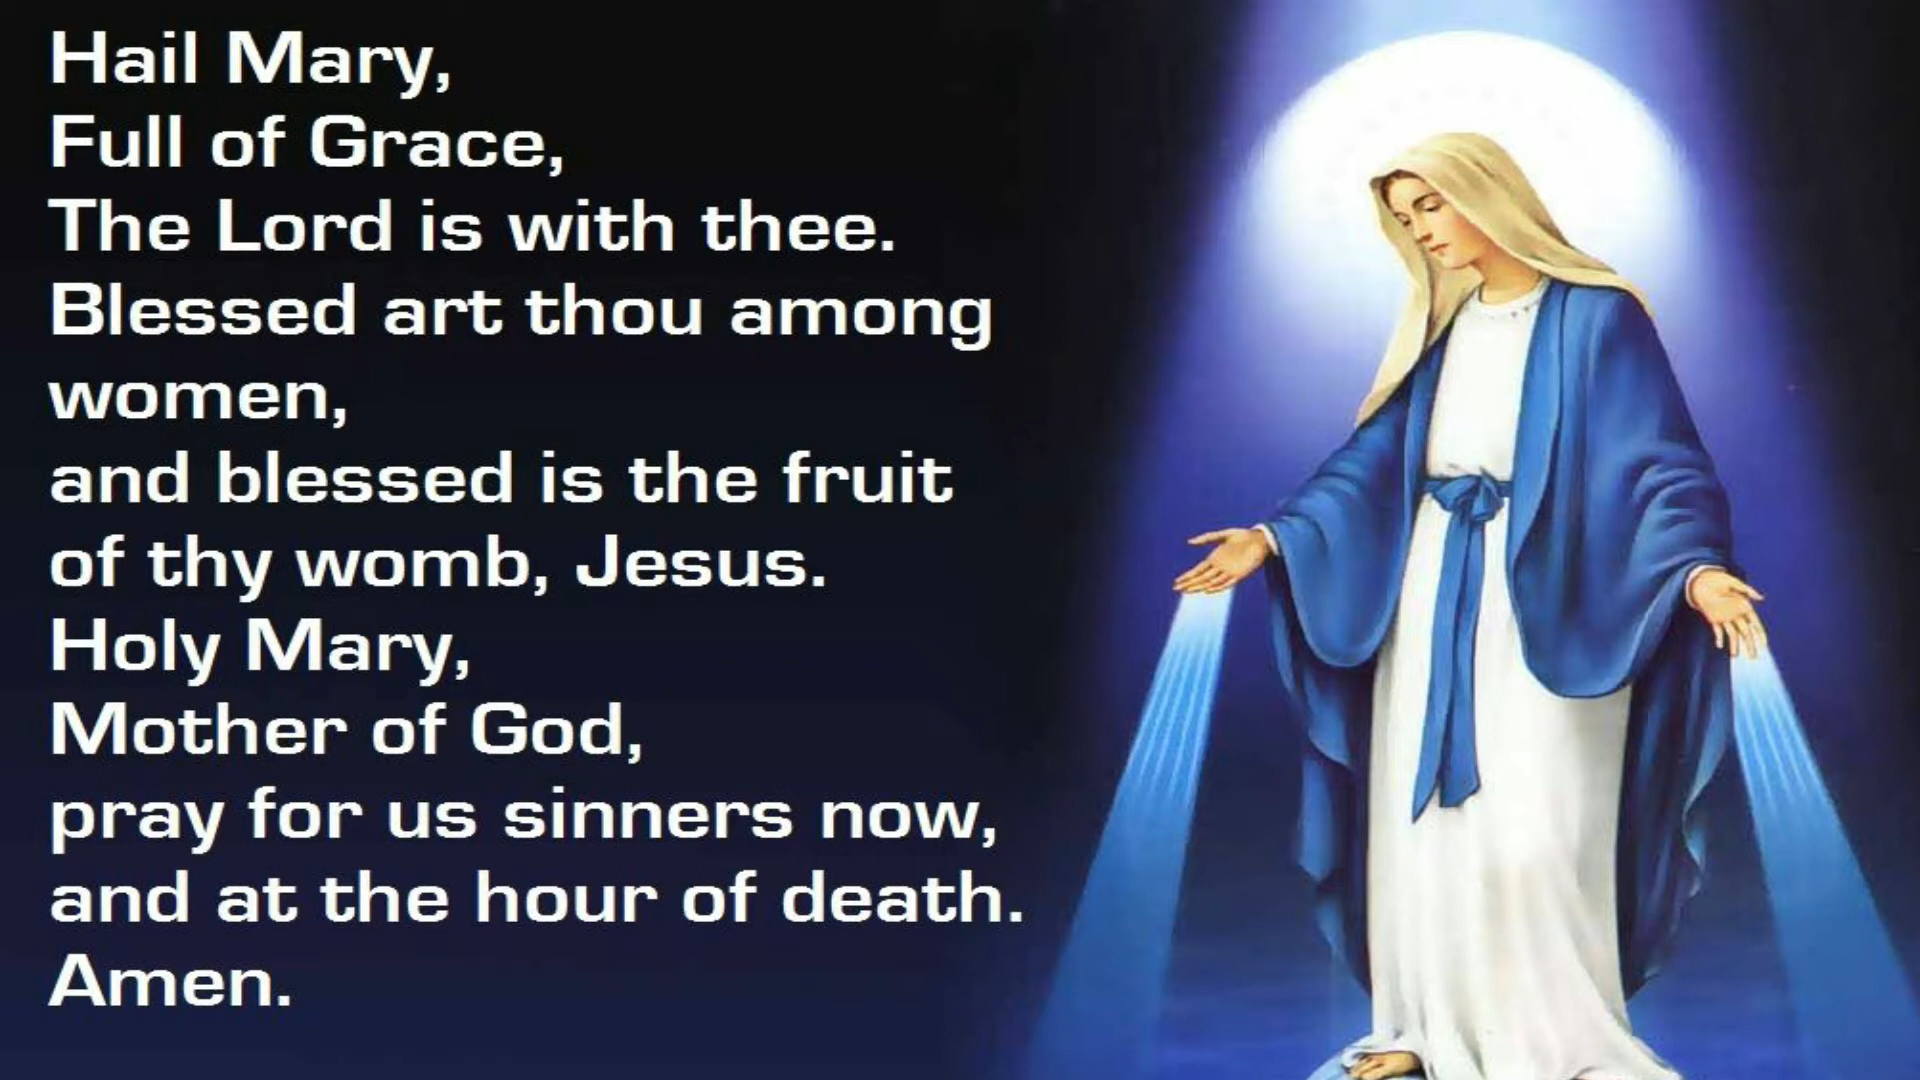 Hail Mary,
Full of Grace,
The Lord is with thee.
Blessed art thou among
women,
and blessed is the fruit
of thy womb, Jesus.
Holy Mary,
Mother of God,
pray for us sinners now,
and at the hour of death.
Amen.